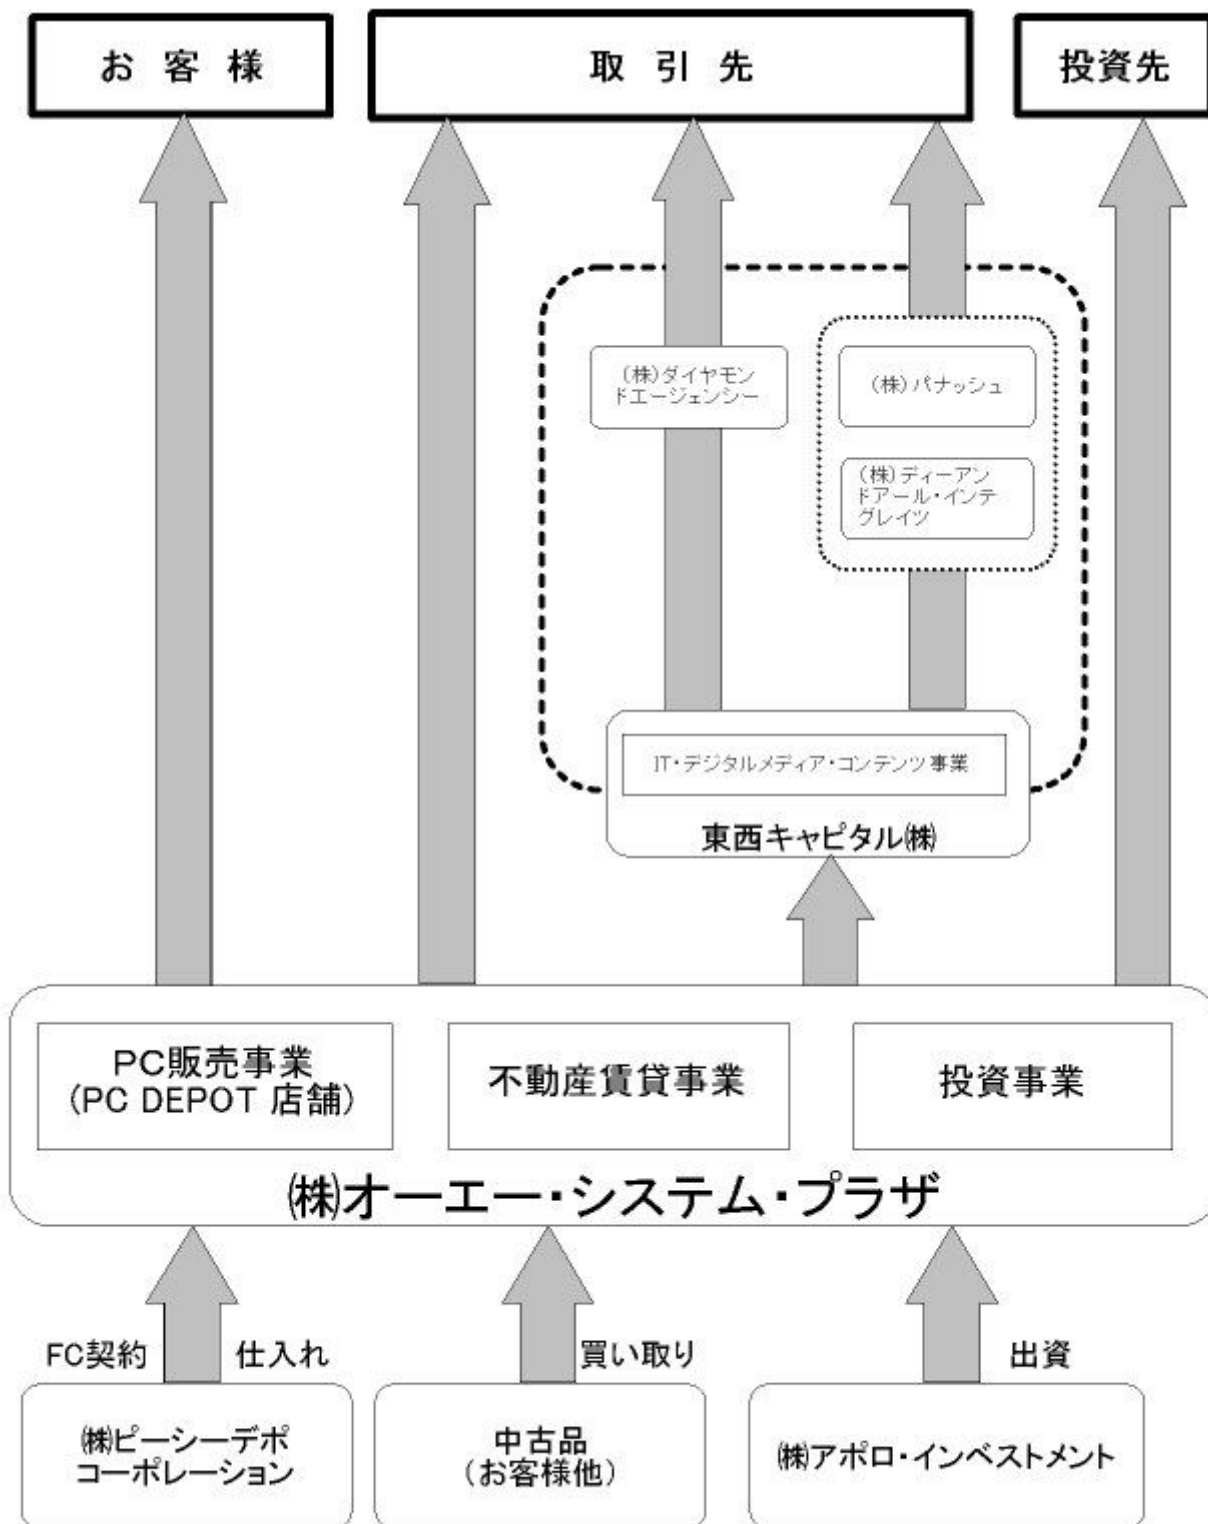 お客様
取引先
投資先
(株)ダイヤモン
ドエージェンシー
(株)パナッシュ
(株)ディーアン
ドアール・インテ
グレイツ
IT・デジタルメディア・コンテンツ事業
東西キャピタル㈱
PC販売事業
(PC DEPOT 店舗)
不動産賃貸事業
投資事業
㈱オーエー・システム・プラザ
FC契約
仕入れ
買い取り
出資
㈱ピーシーデポ
コーポレーション
中古品
(お客様他)
㈱アポロ・インベストメント